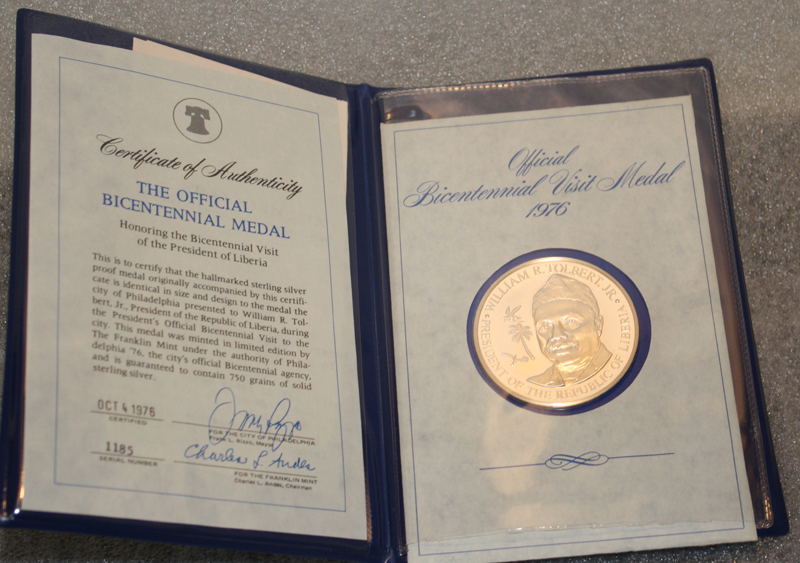 Certificate of Authenticity
THE OFFICIAL
BICENTENNIAL MEDAL
Honoring the Bicentennial Visit
of the President of Liberia
This is to certify that the hallmarked sterling silver
proof medal originally accompanied by this certifi-
cate is identical in size and design to the medal the
city of Philadelphia presented to William R. Tol-
bert, Jr., President of the Republic of Liberia, during
the President's Official Bicentennial Visit to the
city. This medal was minted in limited edition by
The Franklin Mint under the authority of Phila-
delphia '76, the city's official Bicentennial agency,
and is guaranteed to contain 750 grains of solid
sterling silver.
OCT 4 1976
CERTIFIED
FOR THE CITY OF PHILADELPHIA
Frank L. Rizzo, Mayor
1185
SERIAL NUMBER
Charles L. Andes
FOR THE FRANKLIN MINT
Charles L. Andes, Chairman
Official
Bicentennial Visit Medal
1976
WILLIAM R. TOLBERT, JR.
PRESIDENT OF THE REPUBLIC OF LIBERIA